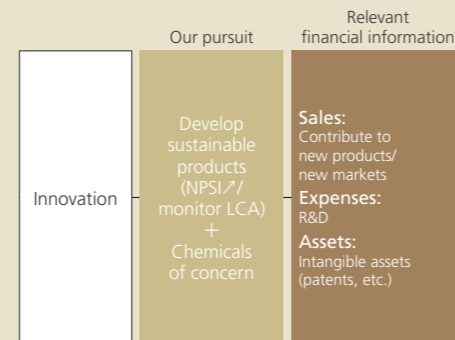 Our pursuit
Relevant
financial information
Innovation
Develop
sustainable
products
(NPSI↗/
monitor LCA)
+
Chemicals
of concern
Sales:
Contribute to
new products/
new markets
Expenses:
R&D
Assets:
Intangible assets
(patents, etc.)